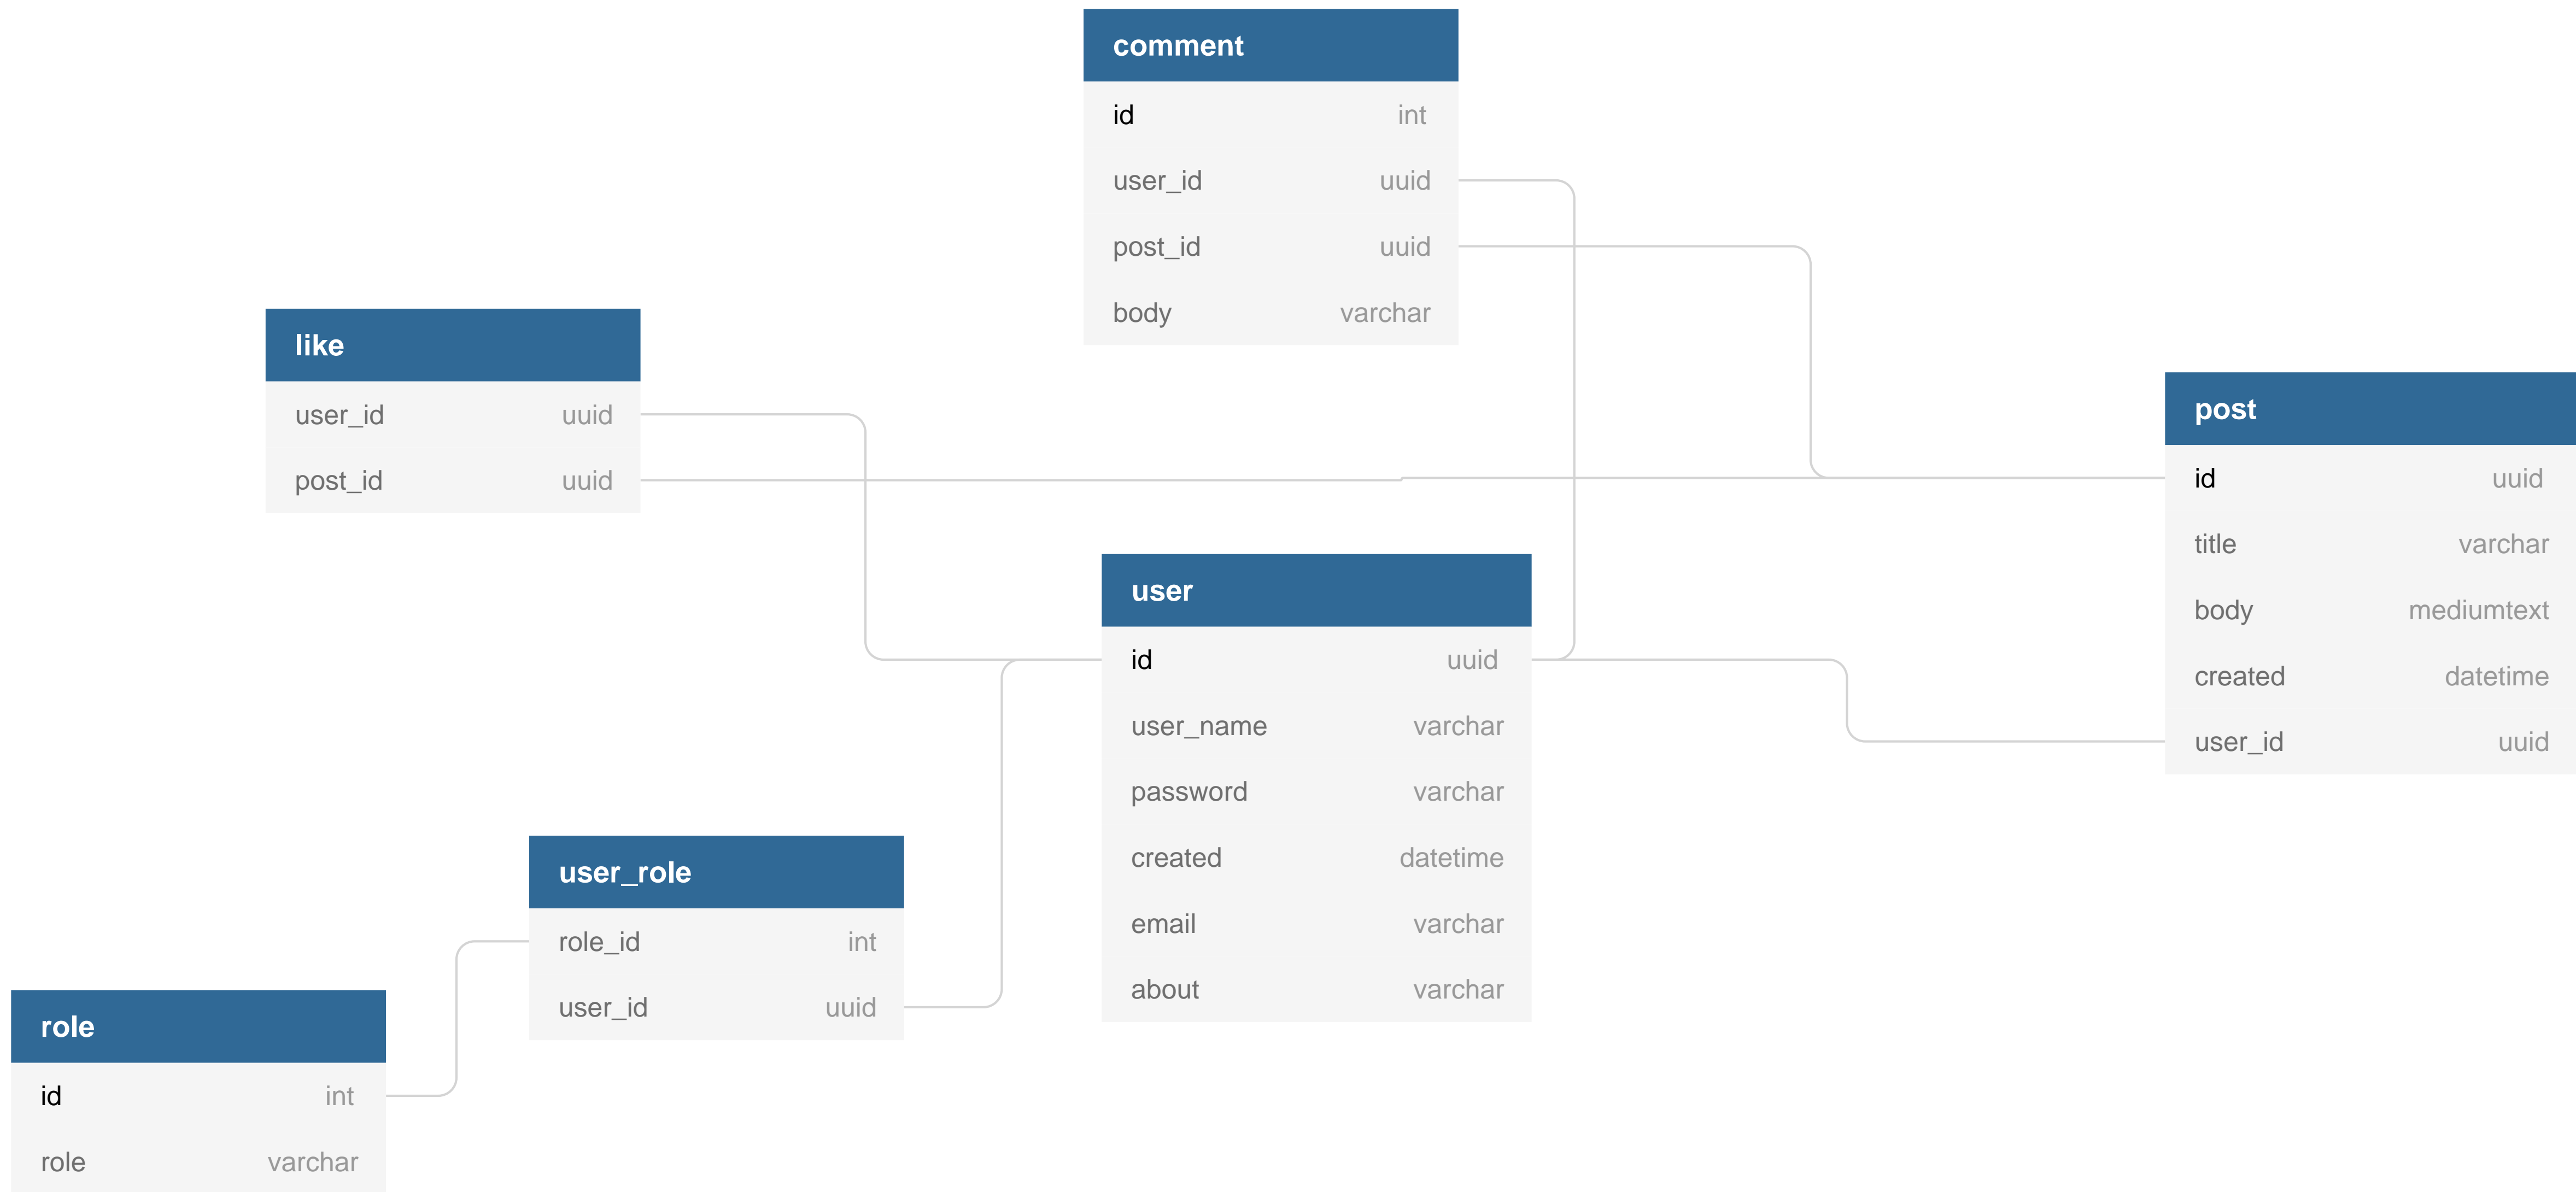 comment
id int
user_id uuid
post_id uuid
body varchar
like
user_id uuid
post_id uuid
post
id uuid
title varchar
body mediumtext
created datetime
user_id uuid
user
id uuid
user_name varchar
password varchar
created datetime
email varchar
about varchar
user_role
role_id int
user_id uuid
role
id int
role varchar